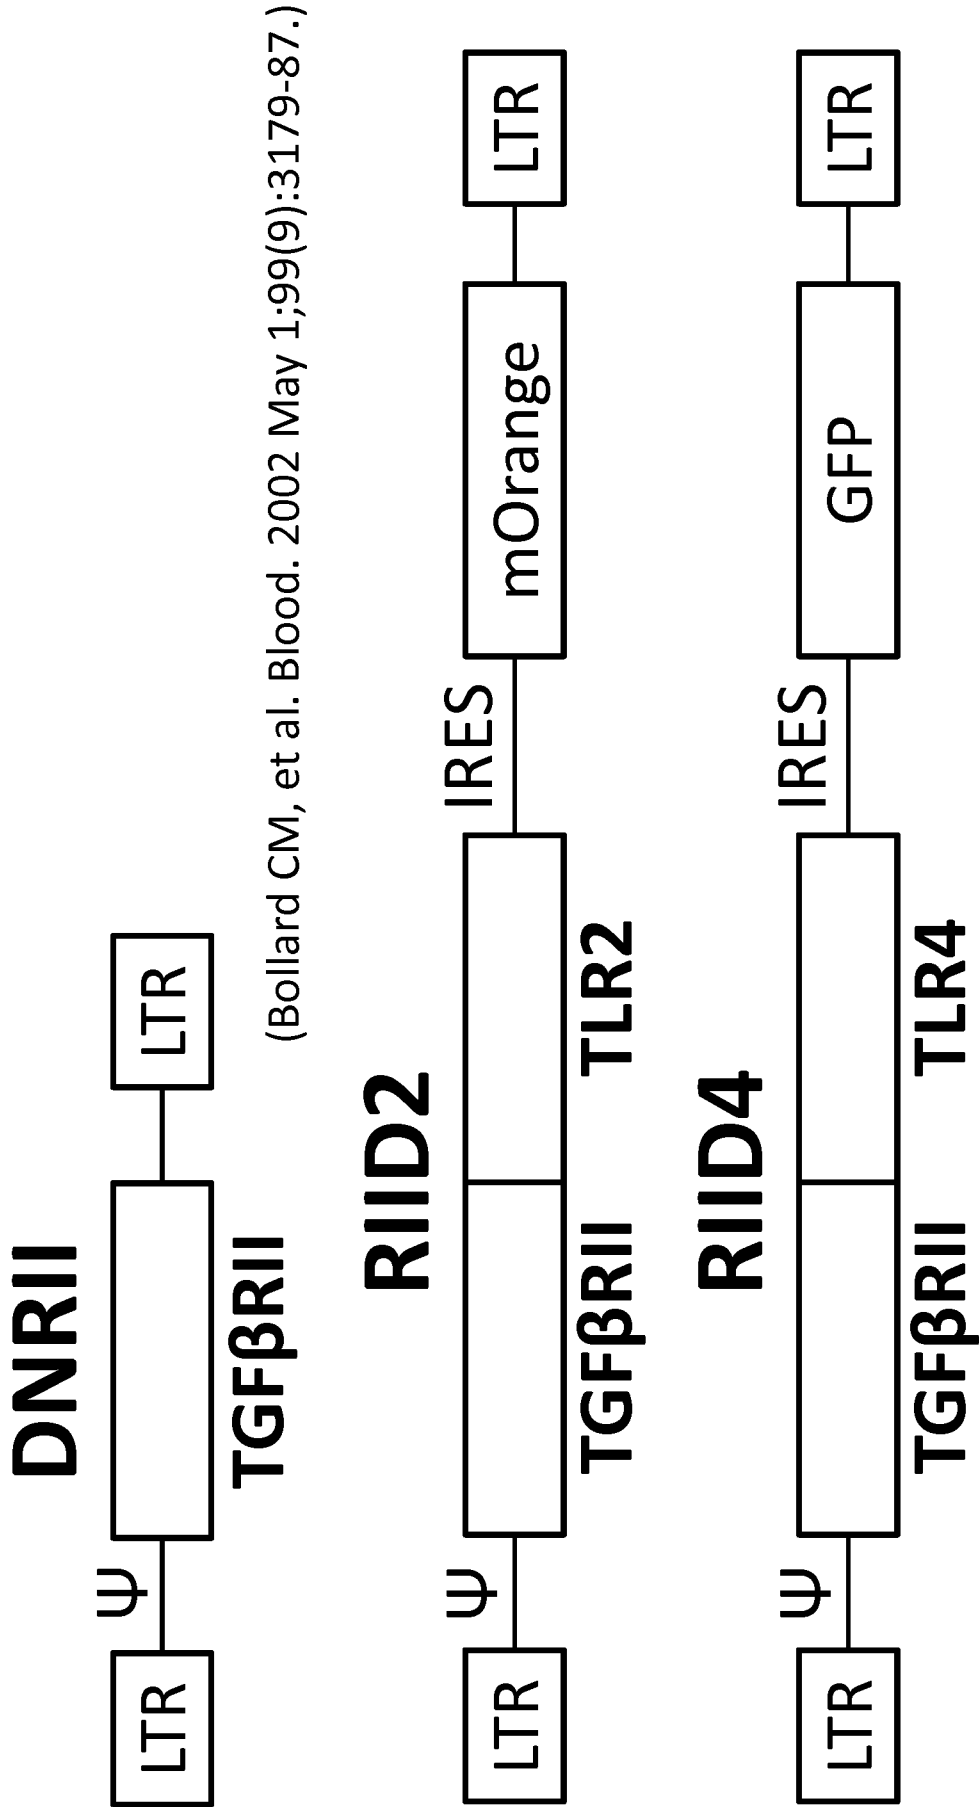 DNRII
LTR
Ψ
LTR
TGFβRII
(Bollard CM, et al. Blood. 2002 May 1;99(9):3179-87.)
RIID2
LTR
Ψ
IRES
mOrange
LTR
TGFβRII
TLR2
RIID4
LTR
Ψ
IRES
GFP
LTR
TGFβRII
TLR4